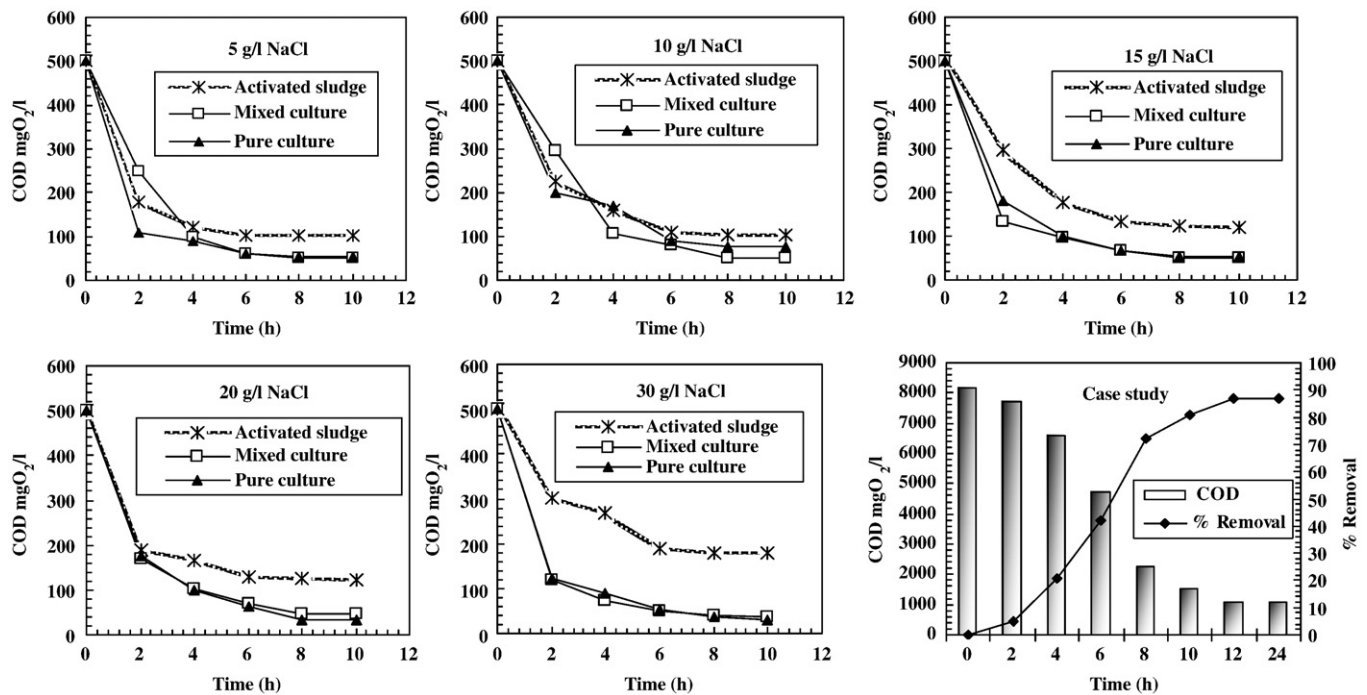 5 g/l NaCl
Activated sludge
Mixed culture
Pure culture
COD mgO2/l
600
500
400
300
200
100
0
0 2 4 6 8 10 12
Time (h)
10 g/l NaCl
Activated sludge
Mixed culture
Pure culture
COD mgO2/l
600
500
400
300
200
100
0
0 2 4 6 8 10 12
Time (h)
15 g/l NaCl
Activated sludge
Mixed culture
Pure culture
COD mgO2/l
600
500
400
300
200
100
0
0 2 4 6 8 10 12
Time (h)
20 g/l NaCl
Activated sludge
Mixed culture
Pure culture
COD mgO2/l
600
500
400
300
200
100
0
0 2 4 6 8 10 12
Time (h)
30 g/l NaCl
Activated sludge
Mixed culture
Pure culture
COD mgO2/l
600
500
400
300
200
100
0
0 2 4 6 8 10 12
Time (h)
Case study
COD
% Removal
COD mgO2/l
9000
8000
7000
6000
5000
4000
3000
2000
1000
0
100
90
80
70
60
50
40
30
20
10
0
% Removal
0 2 4 6 8 10 12 24
Time (h)